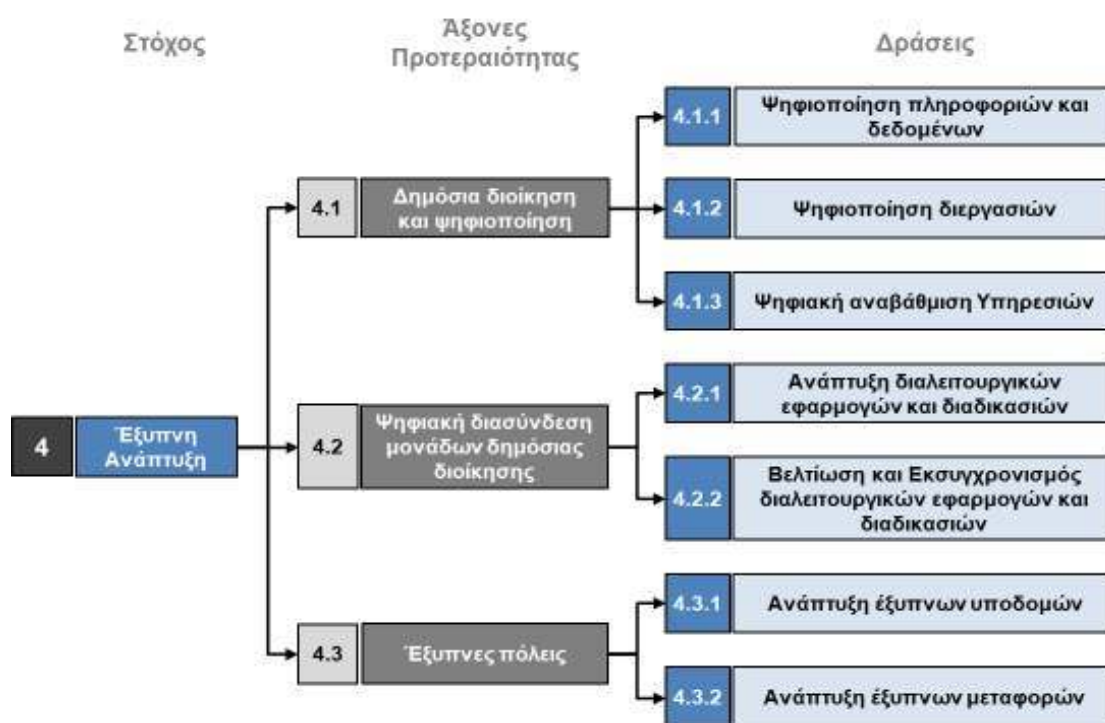 Στόχος
Άξονες
Προτεραιότητας
Δράσεις
4.1.1
Ψηφιοποίηση πληροφοριών και
δεδομένων
4.1
Δημόσια διοίκηση
και ψηφιοποίηση
4.1.2
Ψηφιοποίηση διεργασιών
4.1.3
Ψηφιακή αναβάθμιση Υπηρεσιών
4
Έξυπνη
Ανάπτυξη
4.2
Ψηφιακή διασύνδεση
μονάδων δημόσιας
διοίκησης
4.2.1
Ανάπτυξη διαλειτουργικών
εφαρμογών και διαδικασιών
4.2.2
Βελτίωση και Εκσυγχρονισμός
διαλειτουργικών εφαρμογών και
διαδικασιών
4.3
Έξυπνες πόλεις
4.3.1
Ανάπτυξη έξυπνων υποδομών
4.3.2
Ανάπτυξη έξυπνων μεταφορών